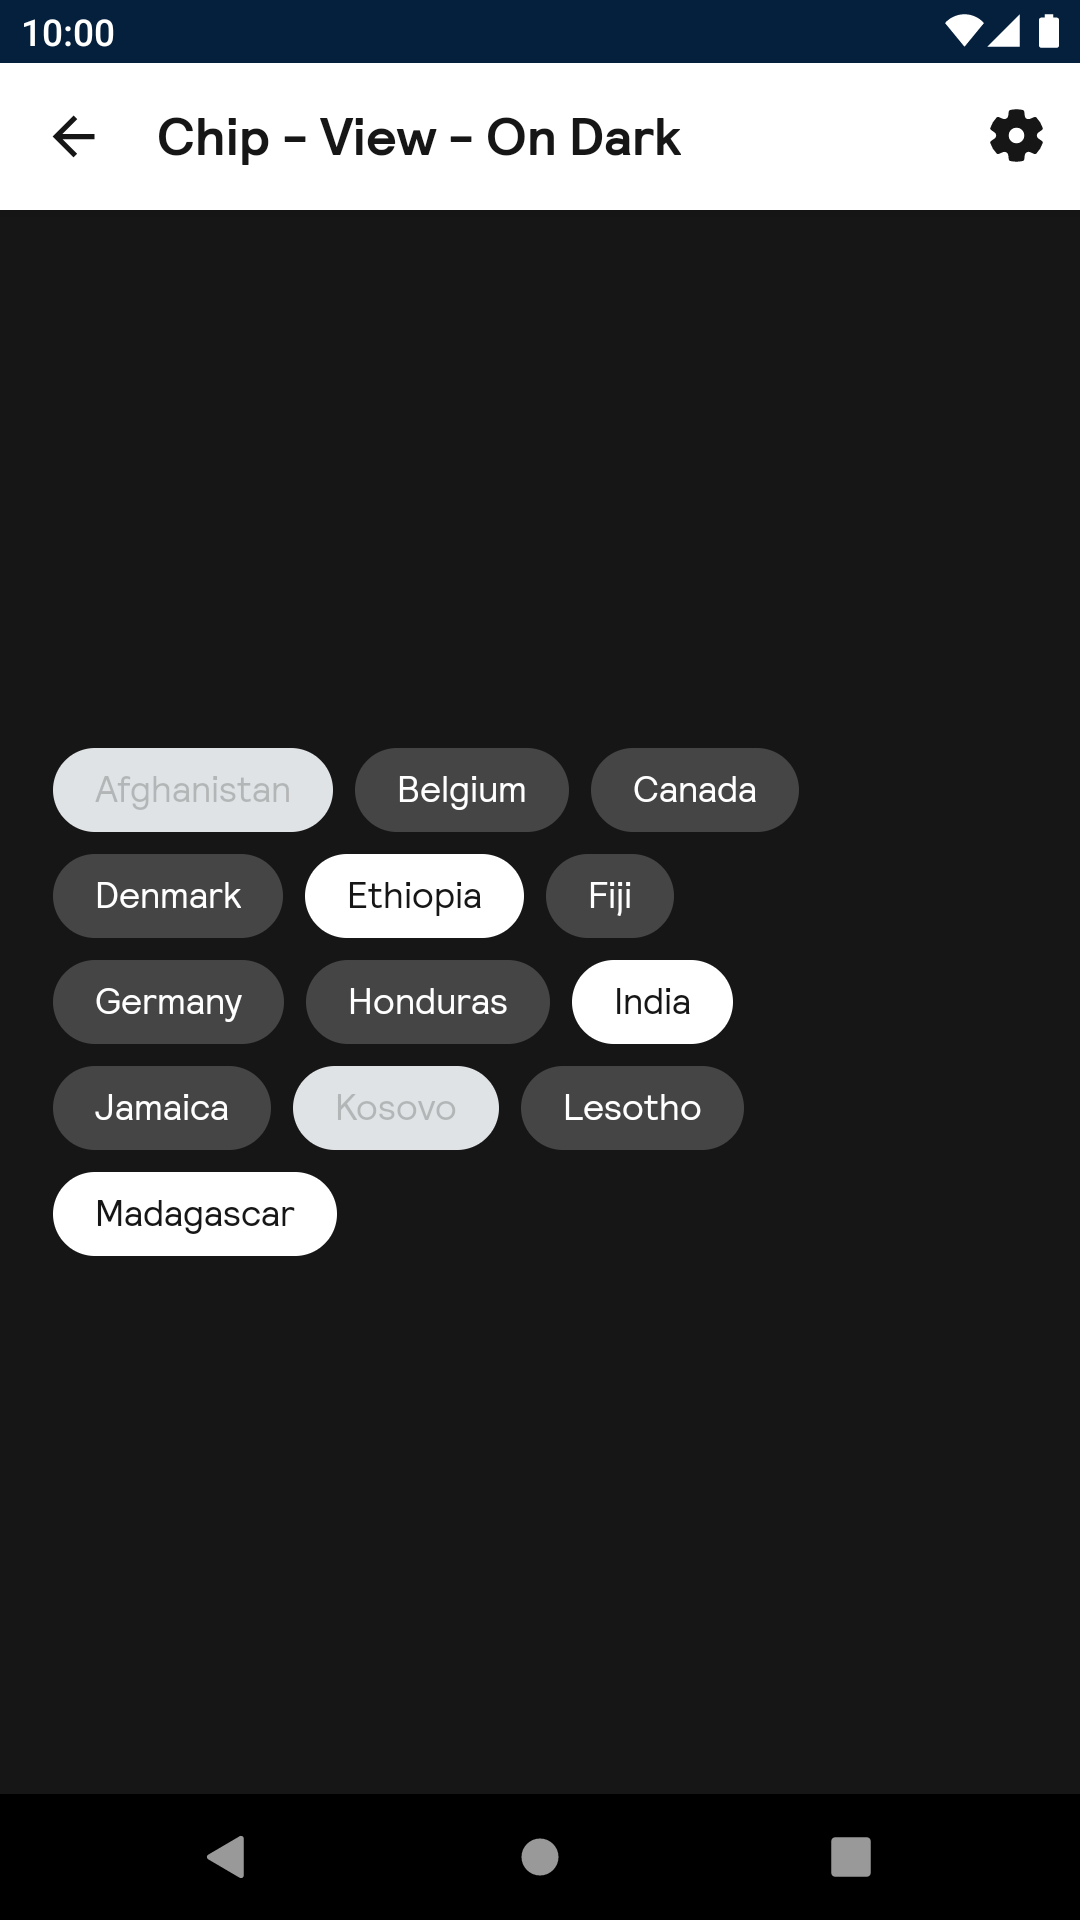 10:00
Chip - View - On Dark
Afghanistan Belgium Canada
Denmark Ethiopia Fiji
Germany Honduras India
Jamaica Kosovo Lesotho
Madagascar